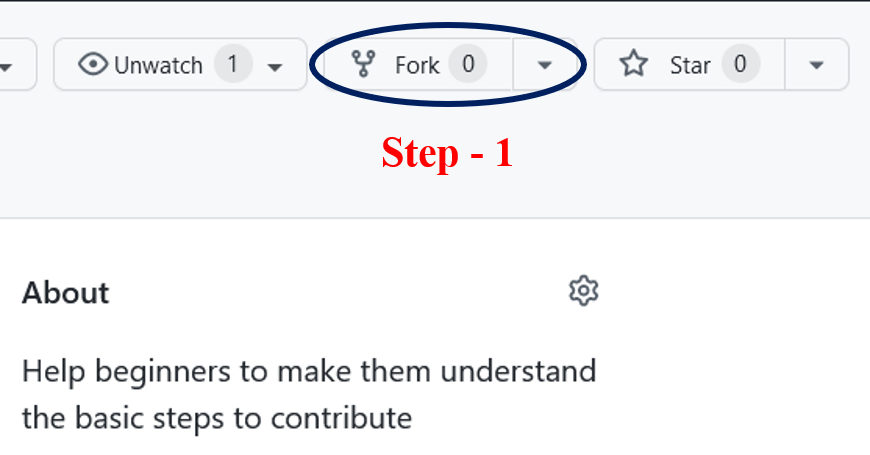 Unwatch 1 Fork 0 Star 0
Step - 1
About
Help beginners to make them understand
the basic steps to contribute